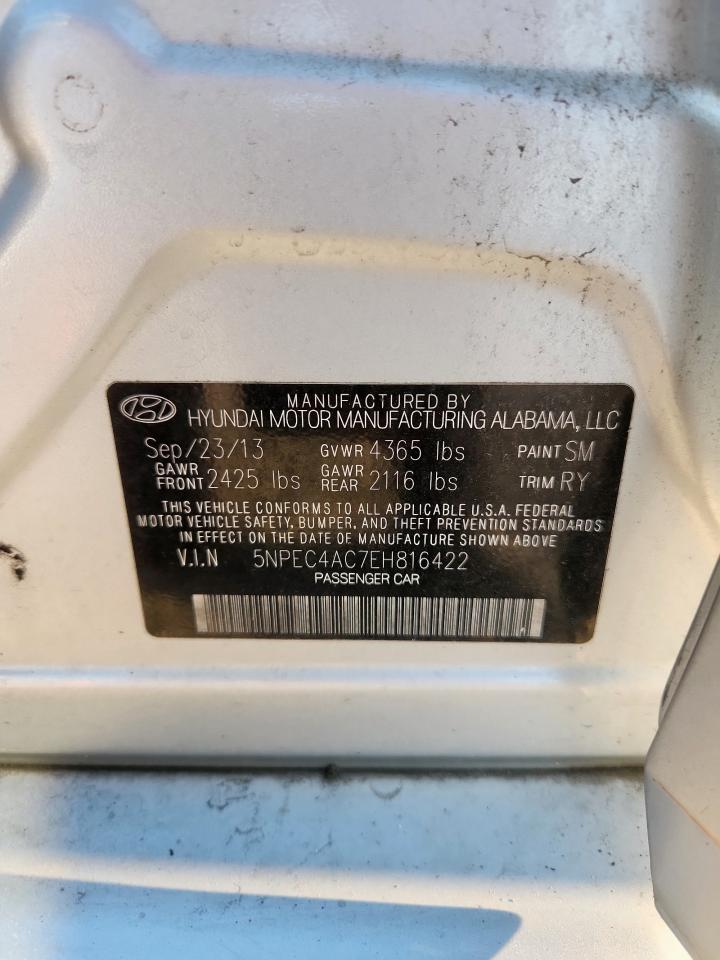 MANUFACTURED BY
HYUNDAI MOTOR MANUFACTURING ALABAMA, LLC
Sep/23/13 GVWR 4365 lbs PAINT SM
GAWR FRONT 2425 lbs GAWR REAR 2116 lbs TRIM RY
THIS VEHICLE CONFORMS TO ALL APPLICABLE U.S.A. FEDERAL
MOTOR VEHICLE SAFETY, BUMPER, AND THEFT PREVENTION STANDARDS
IN EFFECT ON THE DATE OF MANUFACTURE SHOWN ABOVE
V.I.N 5NPEC4AC7EH816422
PASSENGER CAR